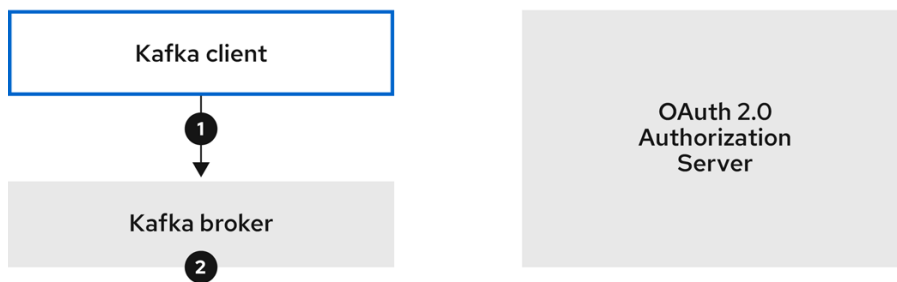 Kafka client
1
Kafka broker
2
OAuth 2.0
Authorization
Server